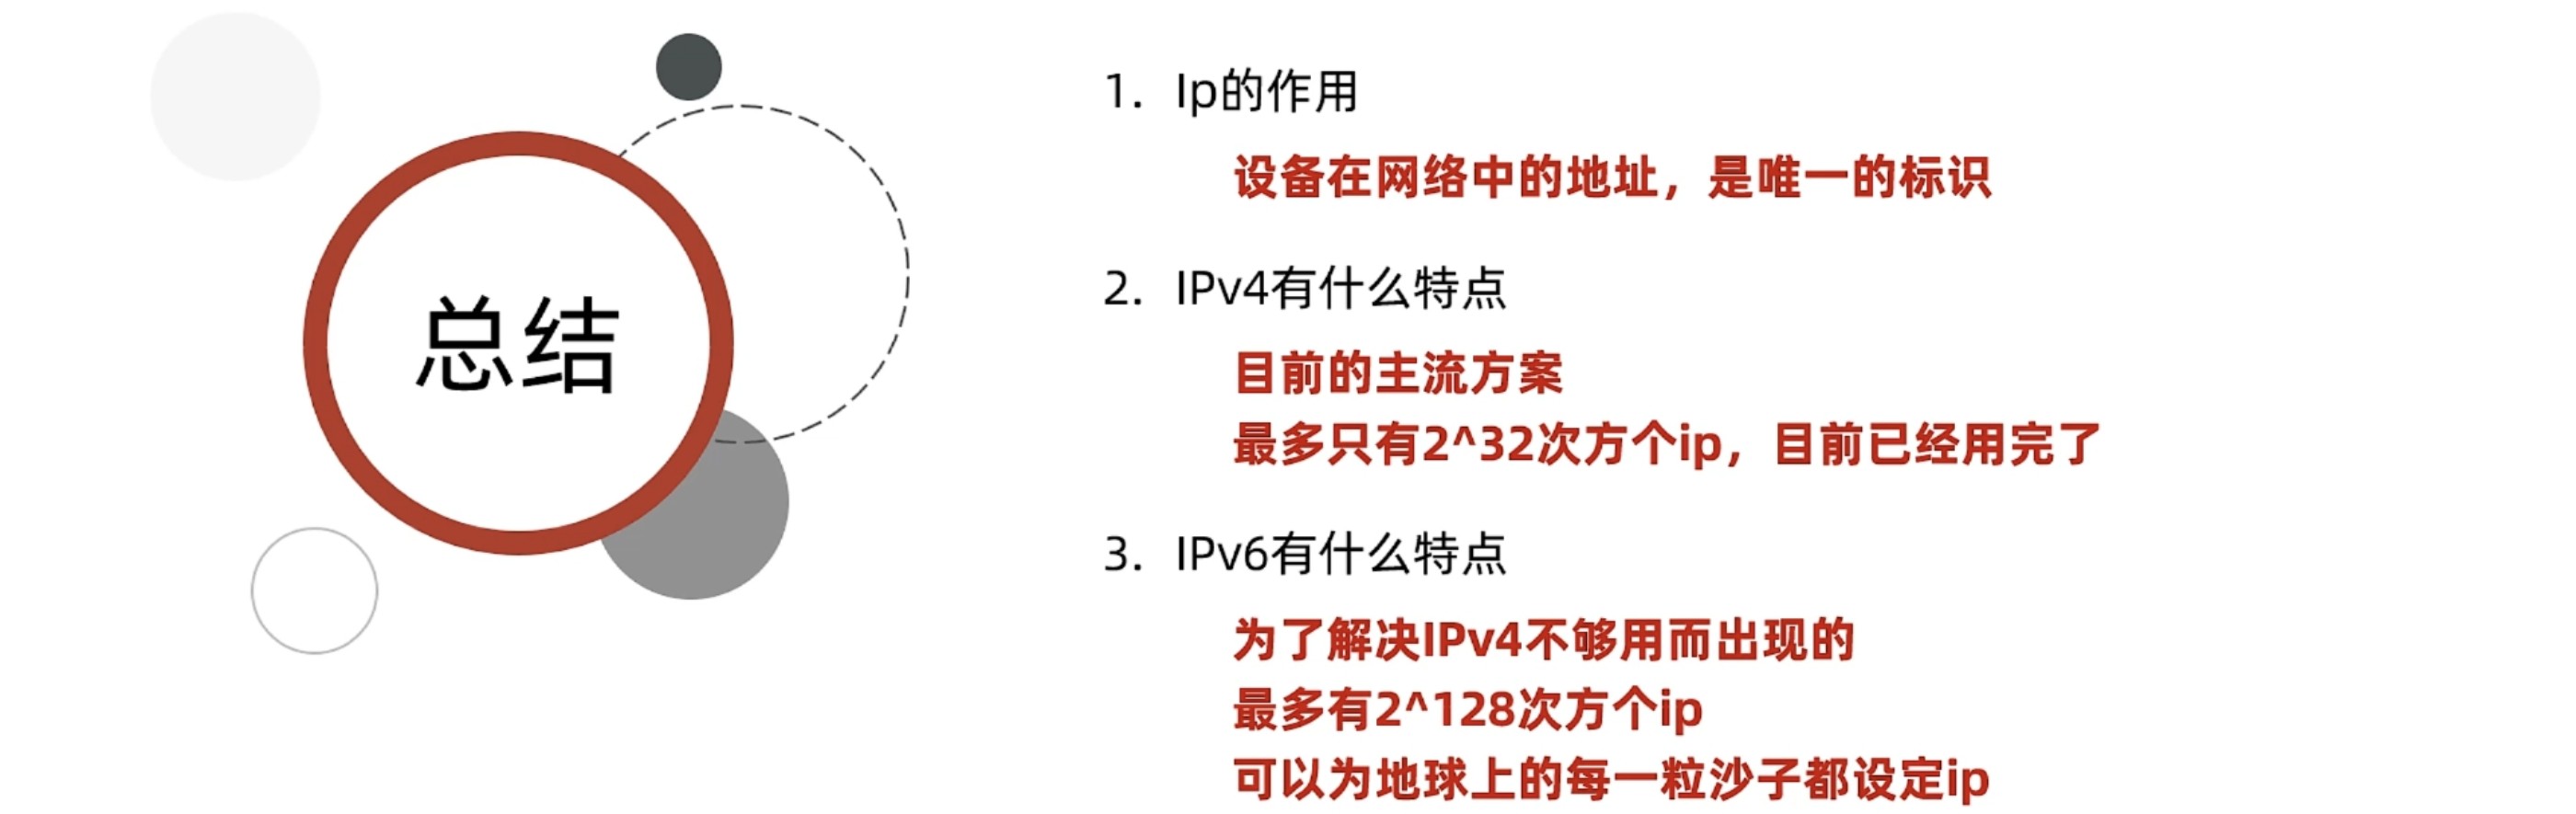 总结
1. Ip的作用
设备在网络中的地址，是唯一的标识
2. IPv4有什么特点
目前的主流方案
最多只有2^32次方个ip，目前已经用完了
3. IPv6有什么特点
为了解决IPv4不够用而出现的
最多有2^128次方个ip
可以为地球上的每一粒沙子都设定ip